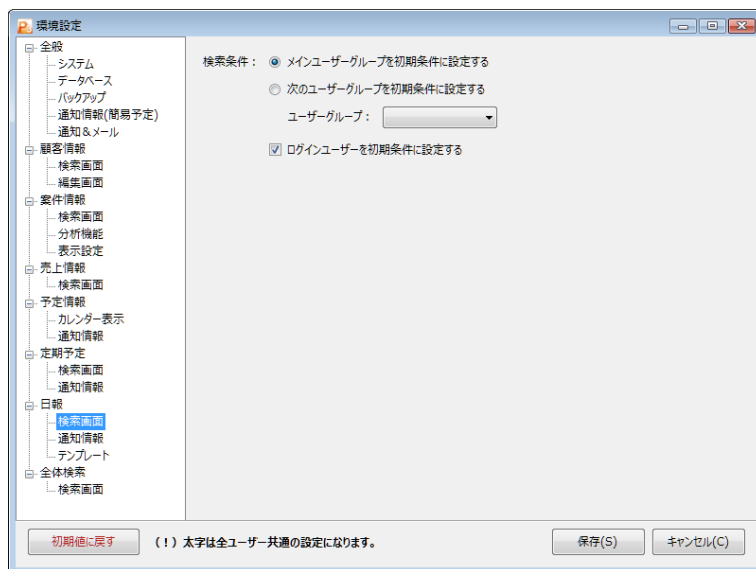 環境設定
全般
システム
データベース
バックアップ
通知情報(簡易予定)
通知&メール
顧客情報
検索画面
編集画面
案件情報
検索画面
分析機能
表示設定
売上情報
検索画面
予定情報
カレンダー表示
通知情報
定期予定
検索画面
通知情報
日報
検索画面
通知情報
テンプレート
全体検索
検索画面
検索条件： メインユーザーグループを初期条件に設定する
次のユーザーグループを初期条件に設定する
ユーザーグループ：
ログインユーザーを初期条件に設定する
初期値に戻す （！）太字は全ユーザー共通の設定になります。 保存(S) キャンセル(C)